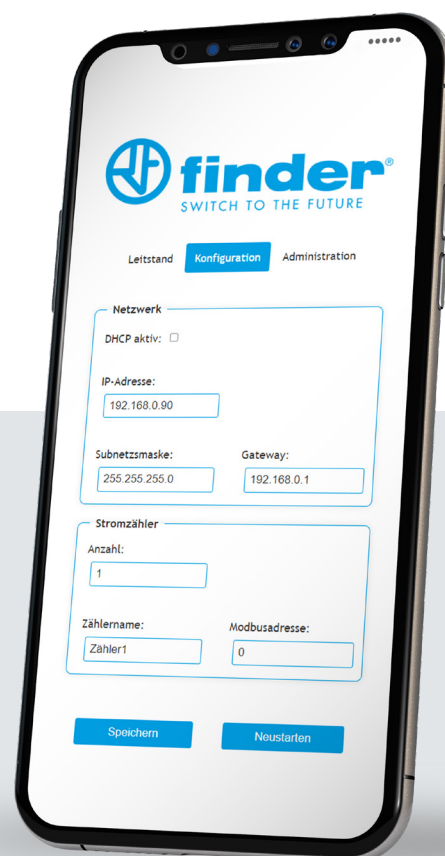 finder®
SWITCH TO THE FUTURE
Leitstand Konfiguration Administration
Netzwerk
DHCP aktiv:
IP-Adresse:
192.168.0.90
Subnetzsmaske: Gateway:
255.255.255.0 192.168.0.1
Stromzähler
Anzahl:
1
Zählername: Modbusadresse:
Zähler1 0
Speichern Neustarten